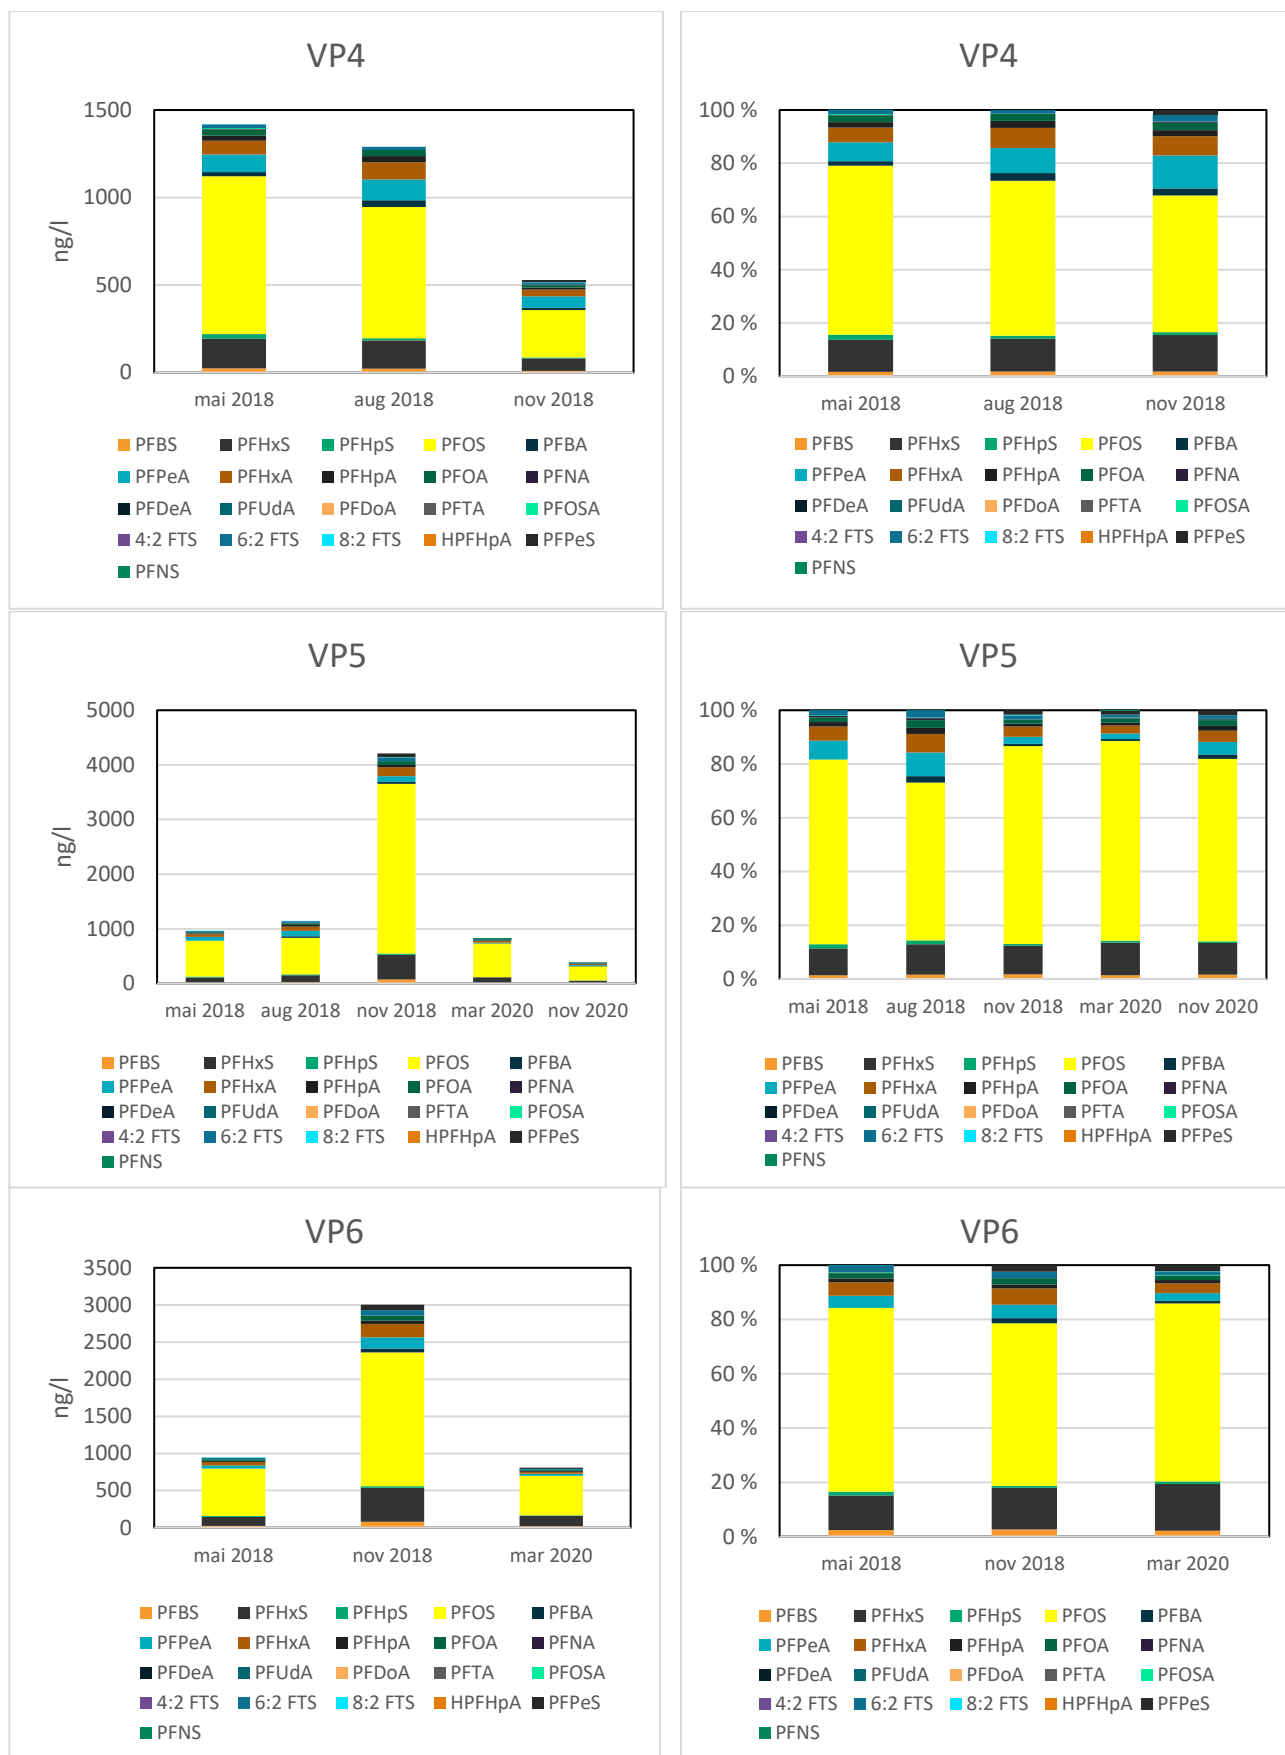 VP4
1500
1000
500
0
ng/l
mai 2018 aug 2018 nov 2018
PFBS PFHxS PFHpS PFOS PFBA
PFPeA PFHxA PFHpA PFOA PFNA
PFDeA PFUdA PFDoA PFTA PFOSA
4:2 FTS 6:2 FTS 8:2 FTS HPFHpA PFPeS
PFNS
VP4
100 %
80 %
60 %
40 %
20 %
0 %
mai 2018 aug 2018 nov 2018
PFBS PFHxS PFHpS PFOS PFBA
PFPeA PFHxA PFHpA PFOA PFNA
PFDeA PFUdA PFDoA PFTA PFOSA
4:2 FTS 6:2 FTS 8:2 FTS HPFHpA PFPeS
PFNS
VP5
5000
4000
3000
2000
1000
0
ng/l
mai 2018 aug 2018 nov 2018 mar 2020 nov 2020
PFBS PFHxS PFHpS PFOS PFBA
PFPeA PFHxA PFHpA PFOA PFNA
PFDeA PFUdA PFDoA PFTA PFOSA
4:2 FTS 6:2 FTS 8:2 FTS HPFHpA PFPeS
PFNS
VP5
100 %
80 %
60 %
40 %
20 %
0 %
mai 2018 aug 2018 nov 2018 mar 2020 nov 2020
PFBS PFHxS PFHpS PFOS PFBA
PFPeA PFHxA PFHpA PFOA PFNA
PFDeA PFUdA PFDoA PFTA PFOSA
4:2 FTS 6:2 FTS 8:2 FTS HPFHpA PFPeS
PFNS
VP6
3500
3000
2500
2000
1500
1000
500
0
ng/l
mai 2018 nov 2018 mar 2020
PFBS PFHxS PFHpS PFOS PFBA
PFPeA PFHxA PFHpA PFOA PFNA
PFDeA PFUdA PFDoA PFTA PFOSA
4:2 FTS 6:2 FTS 8:2 FTS HPFHpA PFPeS
PFNS
VP6
100 %
80 %
60 %
40 %
20 %
0 %
mai 2018 nov 2018 mar 2020
PFBS PFHxS PFHpS PFOS PFBA
PFPeA PFHxA PFHpA PFOA PFNA
PFDeA PFUdA PFDoA PFTA PFOSA
4:2 FTS 6:2 FTS 8:2 FTS HPFHpA PFPeS
PFNS